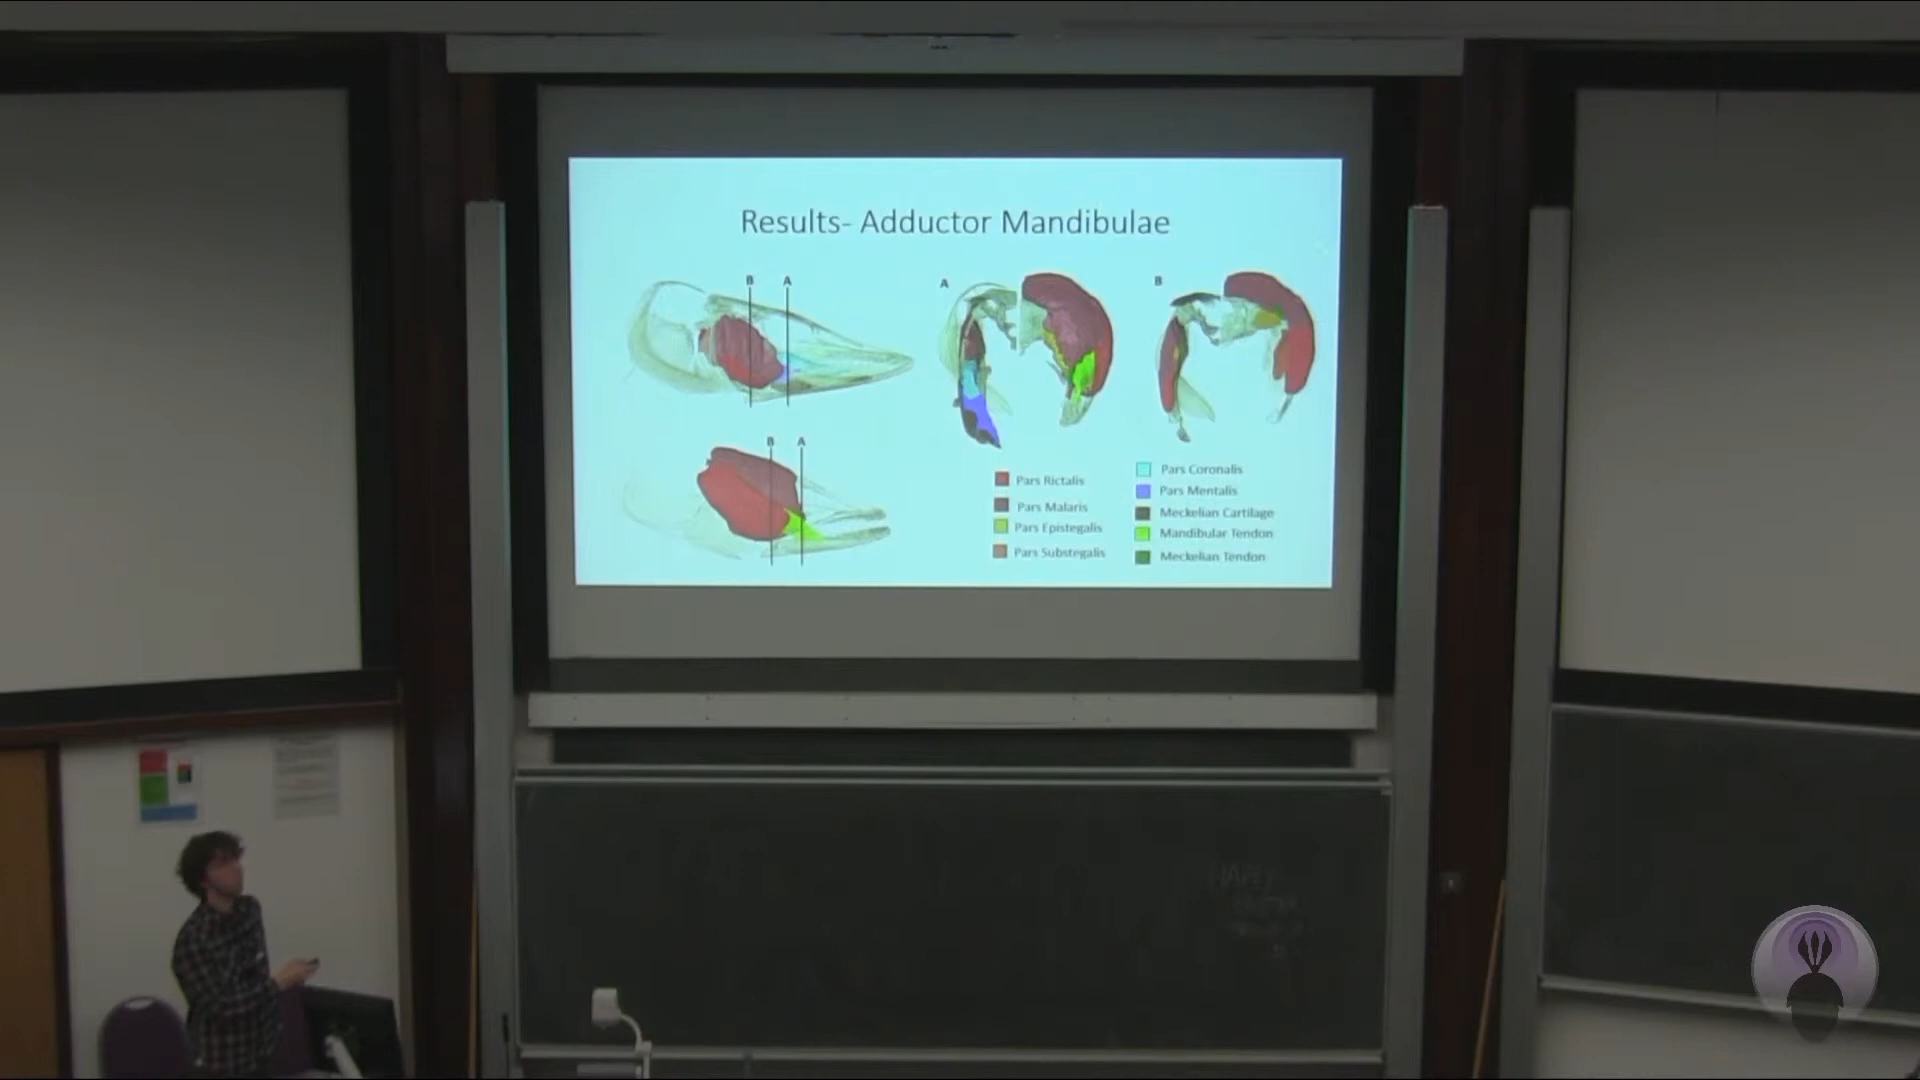 Results- Adductor Mandibulae
B A
A
B
B A
Pars Rictalis
Pars Malaris
Pars Epistegalis
Pars Substegalis
Pars Coronalis
Pars Mentalis
Meckelian Cartilage
Mandibular Tendon
Meckelian Tendon
HAPPY